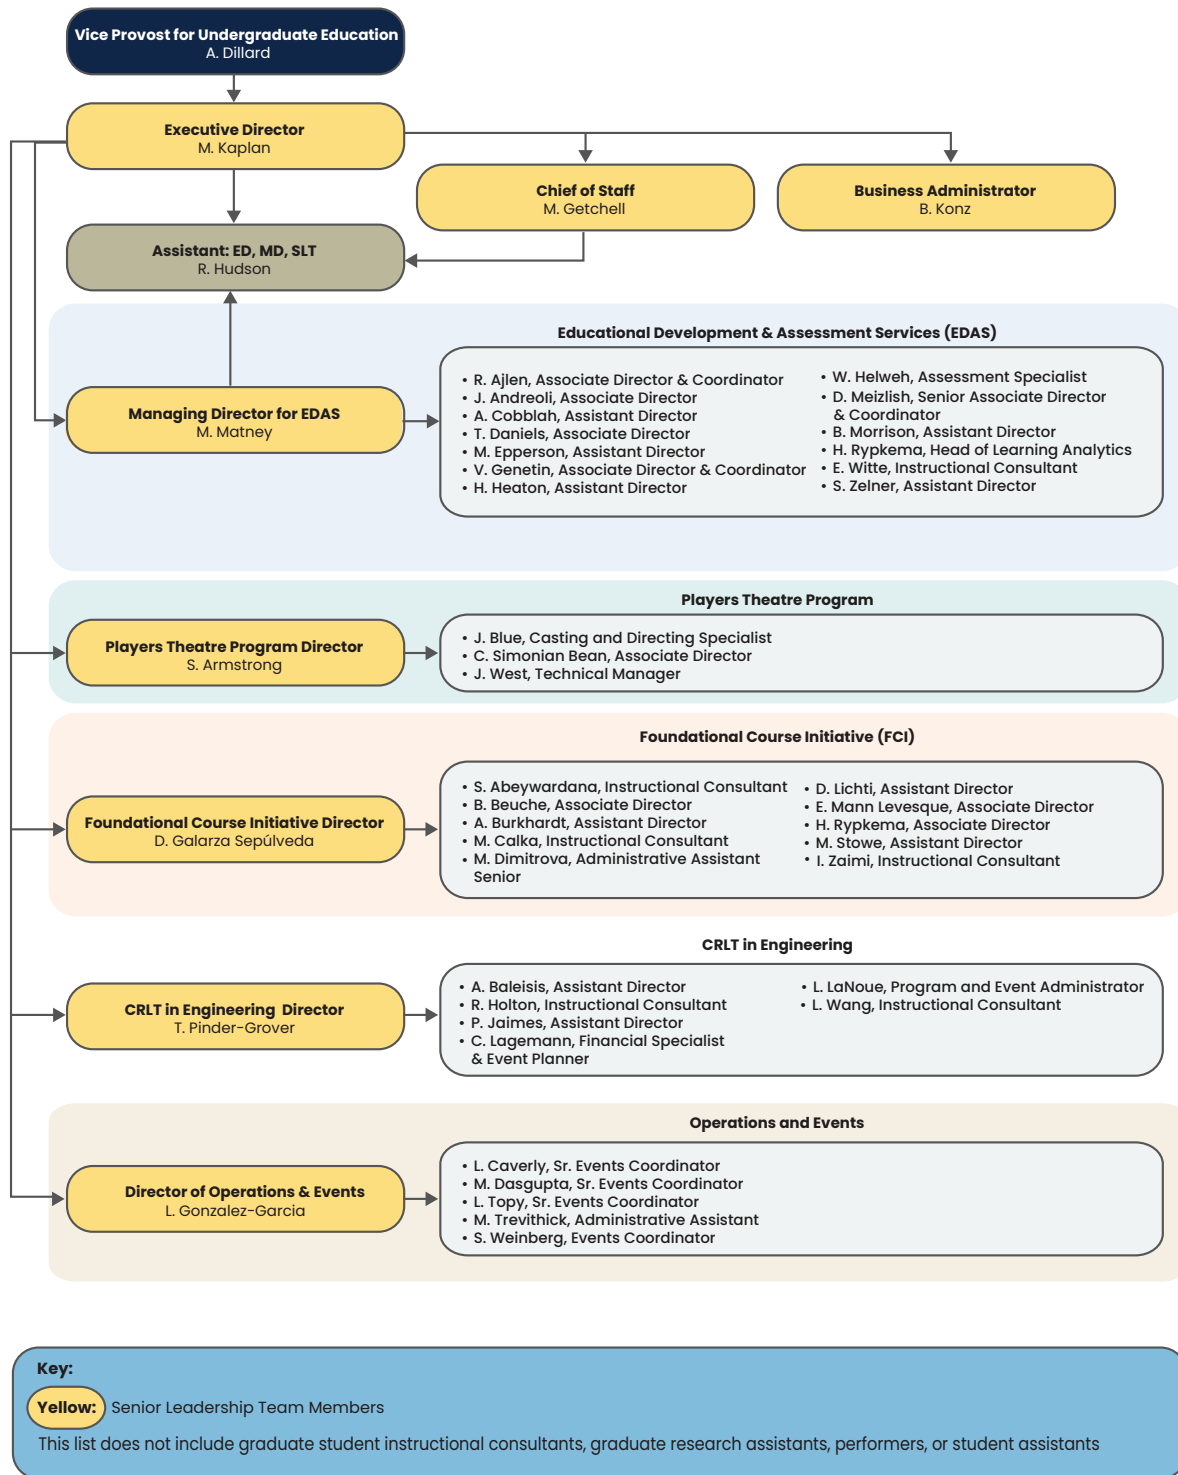 Vice Provost for Undergraduate Education
A. Dillard
Executive Director
M. Kaplan
Chief of Staff
M. Getchell
Business Administrator
B. Konz
Assistant: ED, MD, SLT
R. Hudson
Educational Development & Assessment Services (EDAS)
Managing Director for EDAS
M. Matney
• R. Ajlen, Associate Director & Coordinator
• J. Andreoli, Associate Director
• A. Cobblah, Assistant Director
• T. Daniels, Associate Director
• M. Epperson, Assistant Director
• V. Genetin, Associate Director & Coordinator
• H. Heaton, Assistant Director
• W. Helweh, Assessment Specialist
• D. Meizlish, Senior Associate Director
& Coordinator
• B. Morrison, Assistant Director
• H. Rypkema, Head of Learning Analytics
• E. Witte, Instructional Consultant
• S. Zelner, Assistant Director
Players Theatre Program
Players Theatre Program Director
S. Armstrong
• J. Blue, Casting and Directing Specialist
• C. Simonian Bean, Associate Director
• J. West, Technical Manager
Foundational Course Initiative (FCI)
Foundational Course Initiative Director
D. Galarza Sepúlveda
• S. Abeywardana, Instructional Consultant
• B. Beuche, Associate Director
• A. Burkhardt, Assistant Director
• M. Calka, Instructional Consultant
• M. Dimitrova, Administrative Assistant
Senior
• D. Lichti, Assistant Director
• E. Mann Levesque, Associate Director
• H. Rypkema, Associate Director
• M. Stowe, Assistant Director
• I. Zaimi, Instructional Consultant
CRLT in Engineering
CRLT in Engineering Director
T. Pinder-Grover
• A. Baleisis, Assistant Director
• R. Holton, Instructional Consultant
• P. Jaimes, Assistant Director
• C. Lagemann, Financial Specialist
& Event Planner
• L. LaNoue, Program and Event Administrator
• L. Wang, Instructional Consultant
Operations and Events
Director of Operations & Events
L. Gonzalez-Garcia
• L. Caverly, Sr. Events Coordinator
• M. Dasgupta, Sr. Events Coordinator
• L. Topy, Sr. Events Coordinator
• M. Trevithick, Administrative Assistant
• S. Weinberg, Events Coordinator
Key:
Yellow: Senior Leadership Team Members
This list does not include graduate student instructional consultants, graduate research assistants, performers, or student assistants